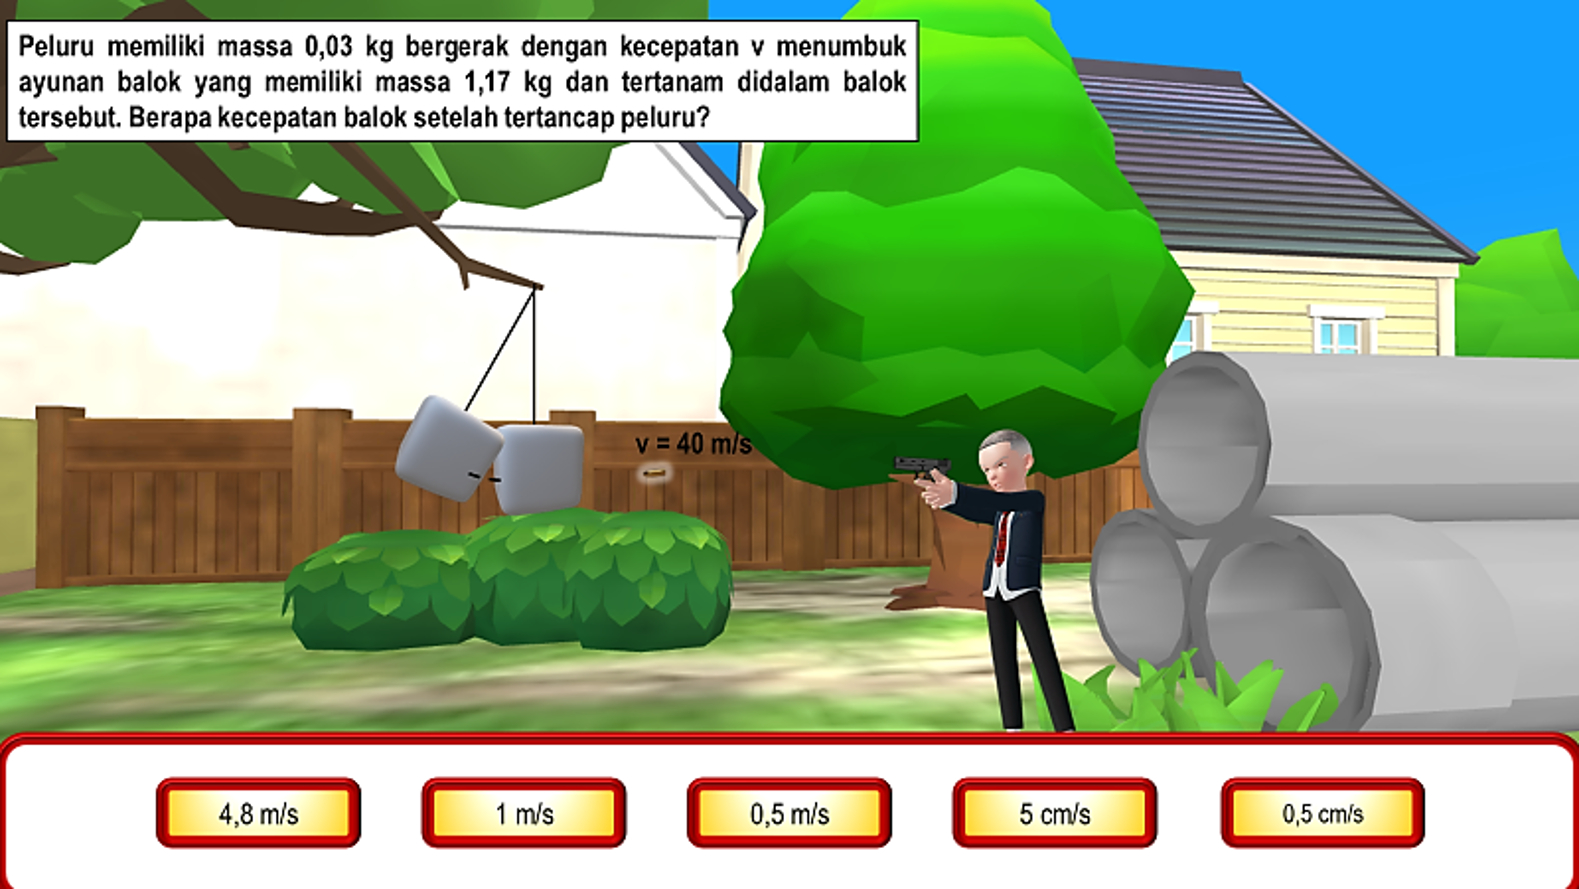 Peluru memiliki massa 0,03 kg bergerak dengan kecepatan v menumbuk
ayunan balok yang memiliki massa 1,17 kg dan tertanam didalam balok
tersebut. Berapa kecepatan balok setelah tertancap peluru?
v = 40 m/s
4,8 m/s
1 m/s
0,5 m/s
5 cm/s
0,5 cm/s